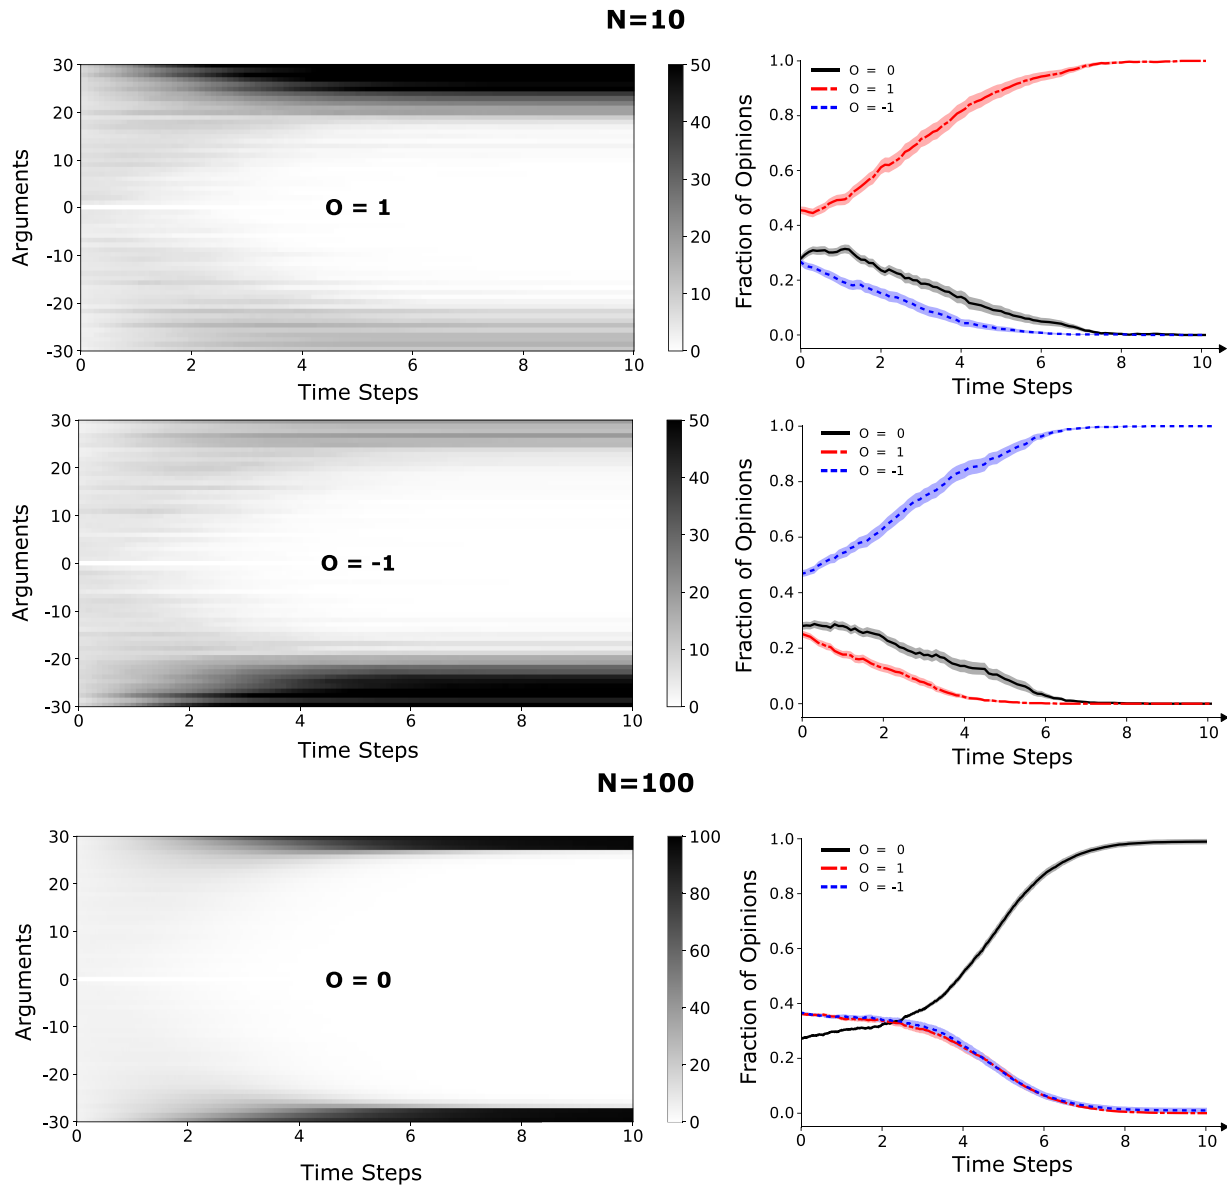 N=10
30
20
10
0
-10
-20
-30
Arguments
O = 1
0 2 4 6 8 10
Time Steps
50
40
30
20
10
0
1.0
0.8
0.6
0.4
0.2
0.0
Fraction of Opinions
O = 0
O = 1
O = -1
0 2 4 6 8 10
Time Steps
30
20
10
0
-10
-20
-30
Arguments
O = -1
0 2 4 6 8 10
Time Steps
50
40
30
20
10
0
1.0
0.8
0.6
0.4
0.2
0.0
Fraction of Opinions
O = 0
O = 1
O = -1
0 2 4 6 8 10
Time Steps
N=100
30
20
10
0
-10
-20
-30
Arguments
O = 0
0 2 4 6 8 10
Time Steps
100
80
60
40
20
0
1.0
0.8
0.6
0.4
0.2
0.0
Fraction of Opinions
O = 0
O = 1
O = -1
0 2 4 6 8 10
Time Steps